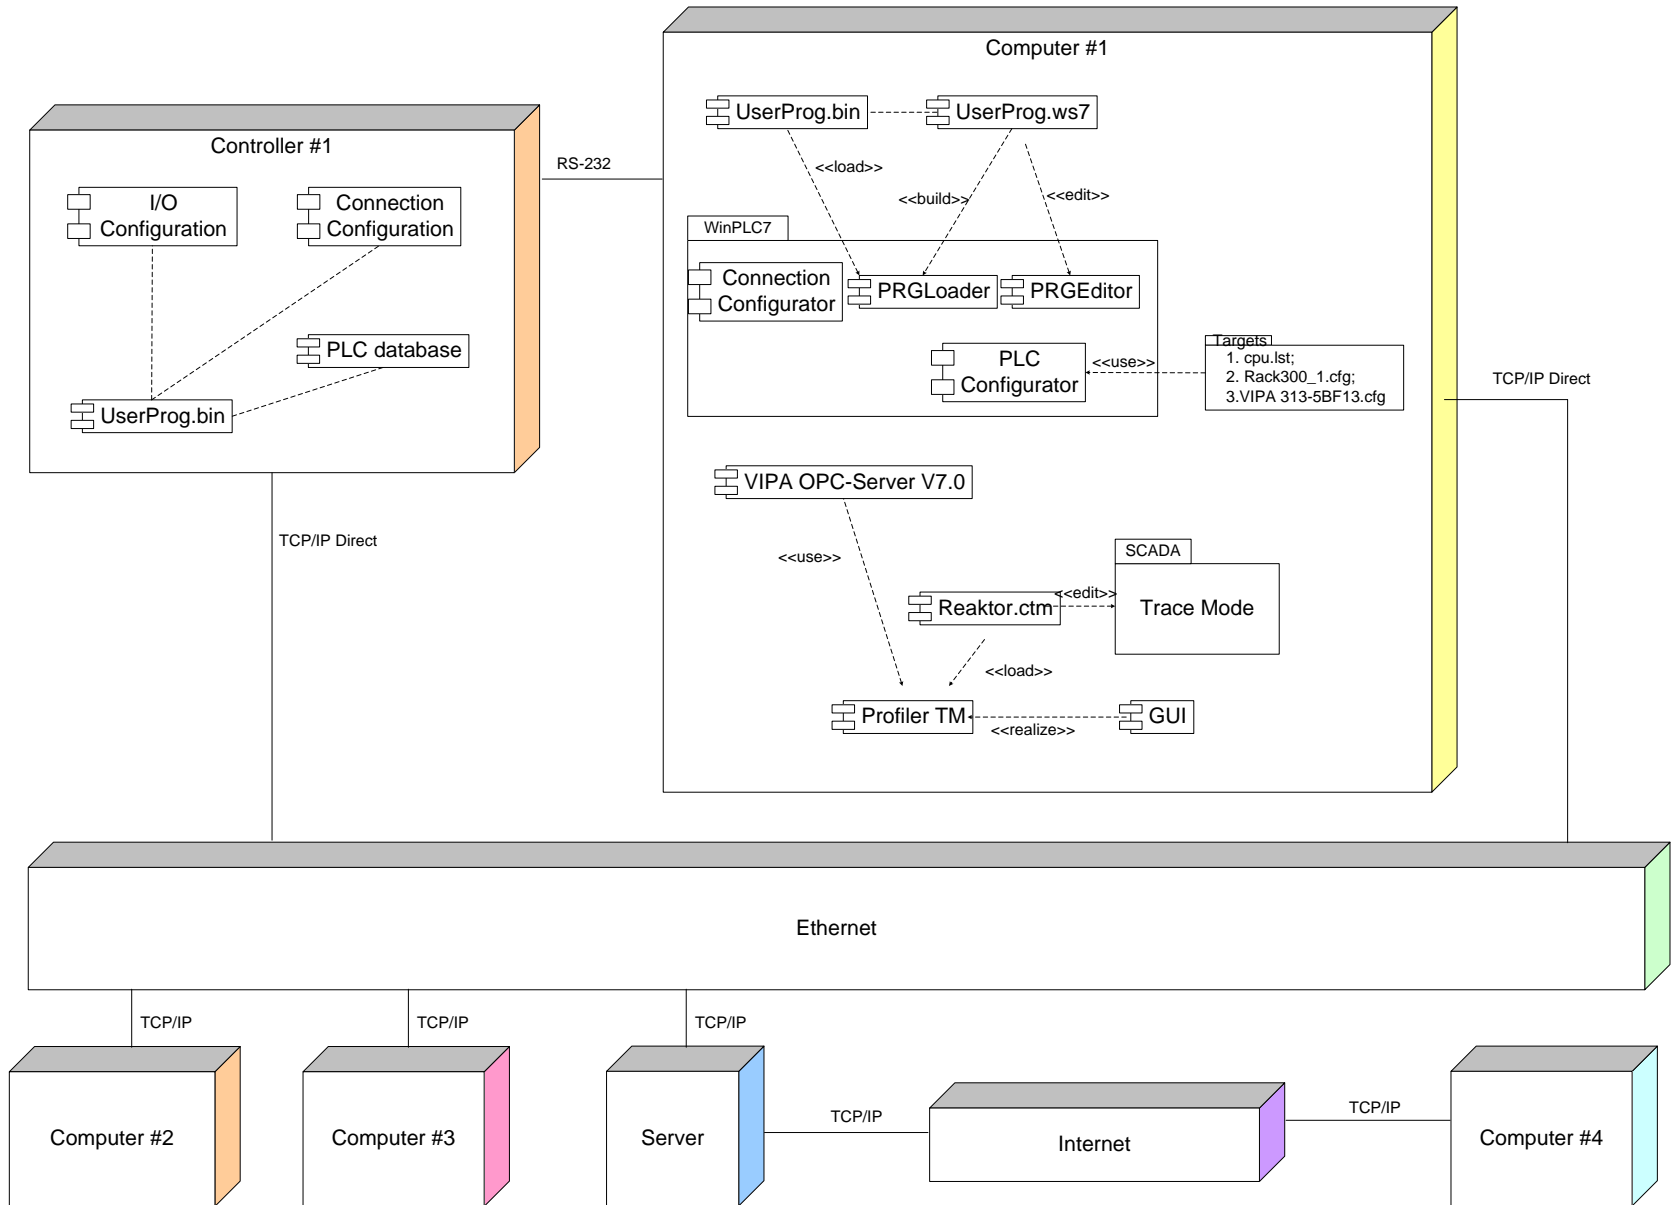 Computer #1
UserProg.bin
UserProg.ws7
Controller #1
RS-232
<<load>>
<<build>>
<<edit>>
I/O
Configuration
Connection
Configuration
WinPLC7
Connection
Configurator
PRGLoader
PRGEditor
PLC database
PLC
Configurator
<<use>>
Targets
1. cpu.lst;
2. Rack300_1.cfg;
3.VIPA 313-5BF13.cfg
TCP/IP Direct
UserProg.bin
VIPA OPC-Server V7.0
TCP/IP Direct
<<use>>
SCADA
Reaktor.ctm
<<edit>>
Trace Mode
<<load>>
Profiler TM
<<realize>>
GUI
Ethernet
TCP/IP
TCP/IP
TCP/IP
Computer #2
Computer #3
Server
TCP/IP
Internet
TCP/IP
Computer #4